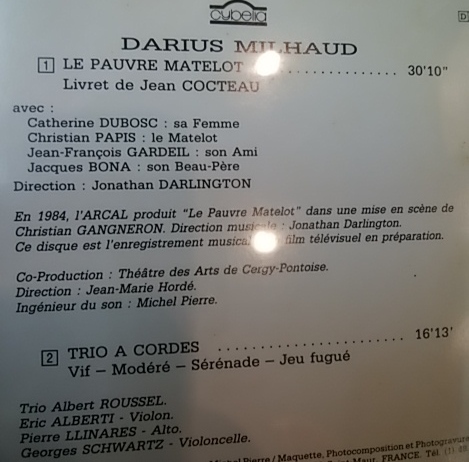 cybelia
D
DARIUS MILHAUD
1 LE PAUVRE MATELOT . . . . . . . . . . . . . . . 30'10"
Livret de Jean COCTEAU
avec :
Catherine DUBOSC : sa Femme
Christian PAPIS : le Matelot
Jean-François GARDEIL : son Ami
Jacques BONA : son Beau-Père
Direction : Jonathan DARLINGTON
En 1984, l'ARCAL produit "Le Pauvre Matelot" dans une mise en scène de
Christian GANGNERON. Direction musicale : Jonathan Darlington.
Ce disque est l'enregistrement musical film télévisuel en préparation.
Co-Production : Théâtre des Arts de Cergy-Pontoise.
Direction : Jean-Marie Hordé.
Ingénieur du son : Michel Pierre.
2 TRIO A CORDES . . . . . . . . . . . . . . . . . . . . 16'13'
Vif – Modéré – Sérénade – Jeu fugué
Trio Albert ROUSSEL.
Eric ALBERTI - Violon.
Pierre LLINARES - Alto.
Georges SCHWARTZ - Violoncelle.
Michel Pierre / Maquette, Photocomposition et Photogravure
Maur. FRANCE. Tél. (1)